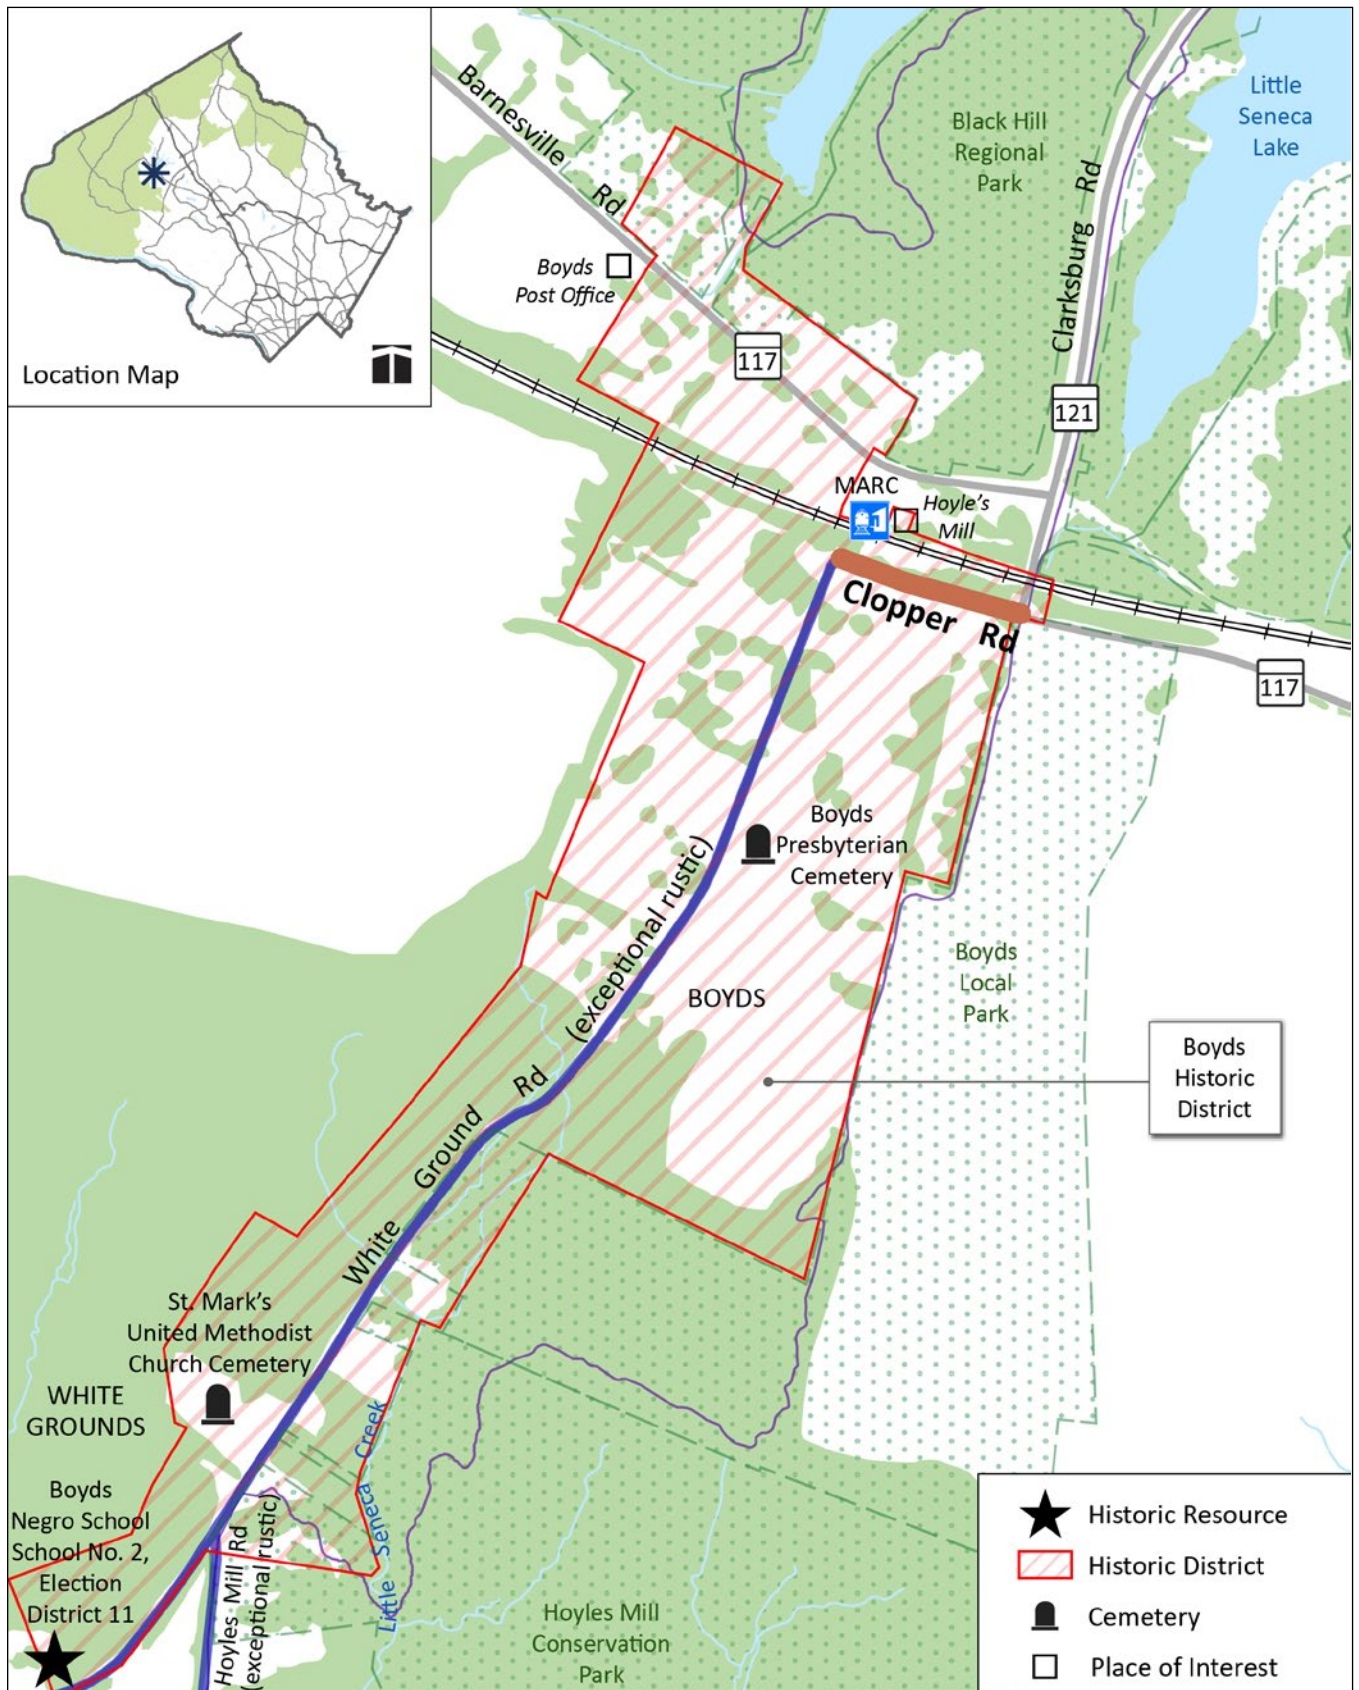 Location Map
Barnesville Rd
Boyds
Post Office
117
Black Hill
Regional
Park
Little
Seneca
Lake
Clarksburg Rd
121
MARC
Hoyle's
Mill
Clopper Rd
117
Boyds
Presbyterian
Cemetery
BOYDS
Boyds
Local
Park
Boyds
Historic
District
White Ground Rd (exceptional rustic)
St. Mark's
United Methodist
Church Cemetery
WHITE
GROUNDS
Boyds
Negro School
School No. 2,
Election
District 11
Hoyles Mill Rd
(exceptional rustic)
Little Seneca Creek
Hoyles Mill
Conservation
Park
Historic Resource
Historic District
Cemetery
Place of Interest